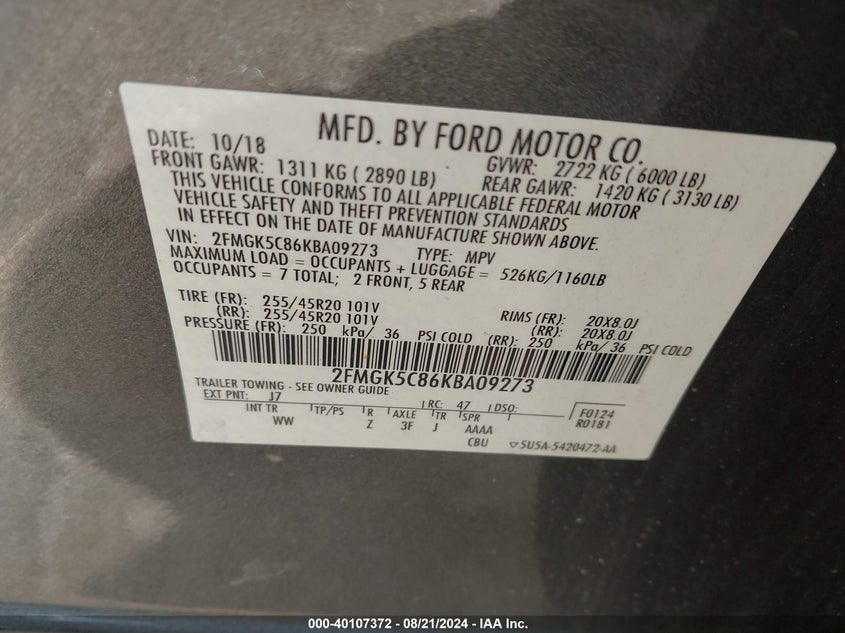 MFD. BY FORD MOTOR CO.
DATE: 10/18 GVWR: 2722 KG ( 6000 LB)
FRONT GAWR: 1311 KG ( 2890 LB) REAR GAWR: 1420 KG ( 3130 LB)
THIS VEHICLE CONFORMS TO ALL APPLICABLE FEDERAL MOTOR
VEHICLE SAFETY AND THEFT PREVENTION STANDARDS
IN EFFECT ON THE DATE OF MANUFACTURE SHOWN ABOVE.
VIN: 2FMGK5C86KBA09273 TYPE: MPV
MAXIMUM LOAD = OCCUPANTS + LUGGAGE = 526KG/1160LB
OCCUPANTS = 7 TOTAL; 2 FRONT, 5 REAR
TIRE (FR): 255/45R20 101V RIMS (FR): 20X8.0J
(RR): 255/45R20 101V (RR): 20X8.0J
PRESSURE (FR): 250 kPa/ 36 PSI COLD (RR): 250 kPa/ 36 PSI COLD
2FMGK5C86KBA09273
TRAILER TOWING - SEE OWNER GUIDE
EXT PNT: J7 RC: 47 DSO: F0124
INT TR TP/PS R AXLE TR SPR R0181
WW Z 3F J AAAA
CBU 5U5A-5420472-AA
000-40107372 - 08/21/2024 - IAA Inc.